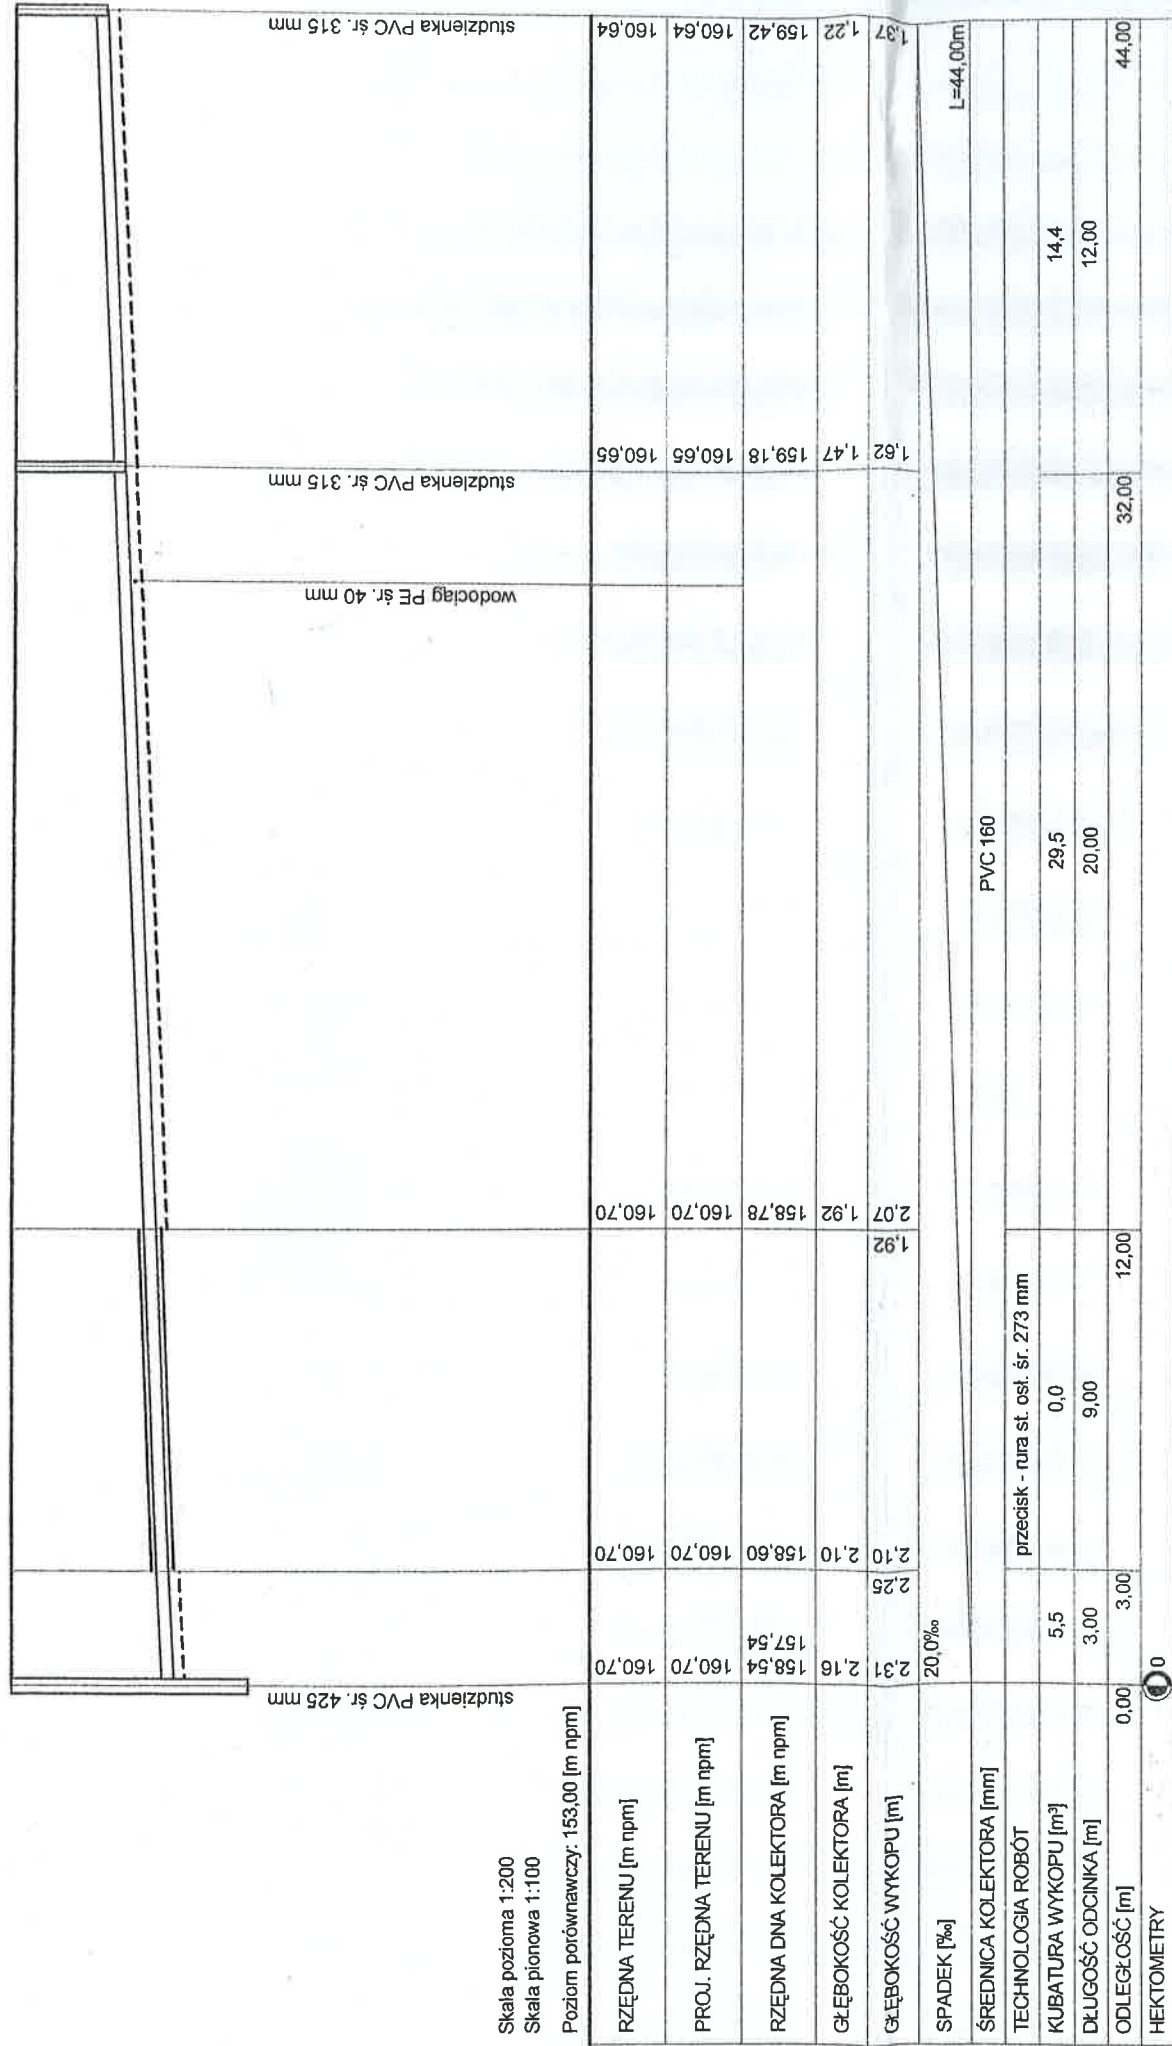 studzienka PVC śr. 425 mm
wodociąg PE śr. 40 mm
studzienka PVC śr. 315 mm
studzienka PVC śr. 315 mm
Skala pozioma 1:200
Skala pionowa 1:100
Poziom porównawczy: 153,00 [m npm]
RZĘDNA TERENU [m npm] 160,70 160,70 160,70 160,65 160,64
PROJ. RZĘDNA TERENU [m npm] 160,70 160,70 160,70 160,65 160,64
RZĘDNA DNA KOLEKTORA [m npm] 158,54 157,54 158,60 158,78 159,18 159,42
GŁĘBOKOŚĆ KOLEKTORA [m] 2,16 2,10 1,92 1,47 1,22
GŁĘBOKOŚĆ WYKOPU [m] 2,31 2,25 2,10 1,92 2,07 1,62 1,37
SPADEK [‰] 20,0‰ L=44,00m
ŚREDNICA KOLEKTORA [mm] PVC 160
TECHNOLOGIA ROBÓT przecisk - rura st. osł. śr. 273 mm
KUBATURA WYKOPU [m³] 5,5 0,0 29,5 14,4
DŁUGOŚĆ ODCINKA [m] 3,00 9,00 20,00 12,00
ODLEGŁOŚĆ [m] 0,00 3,00 12,00 32,00 44,00
HEKTOMETRY 0